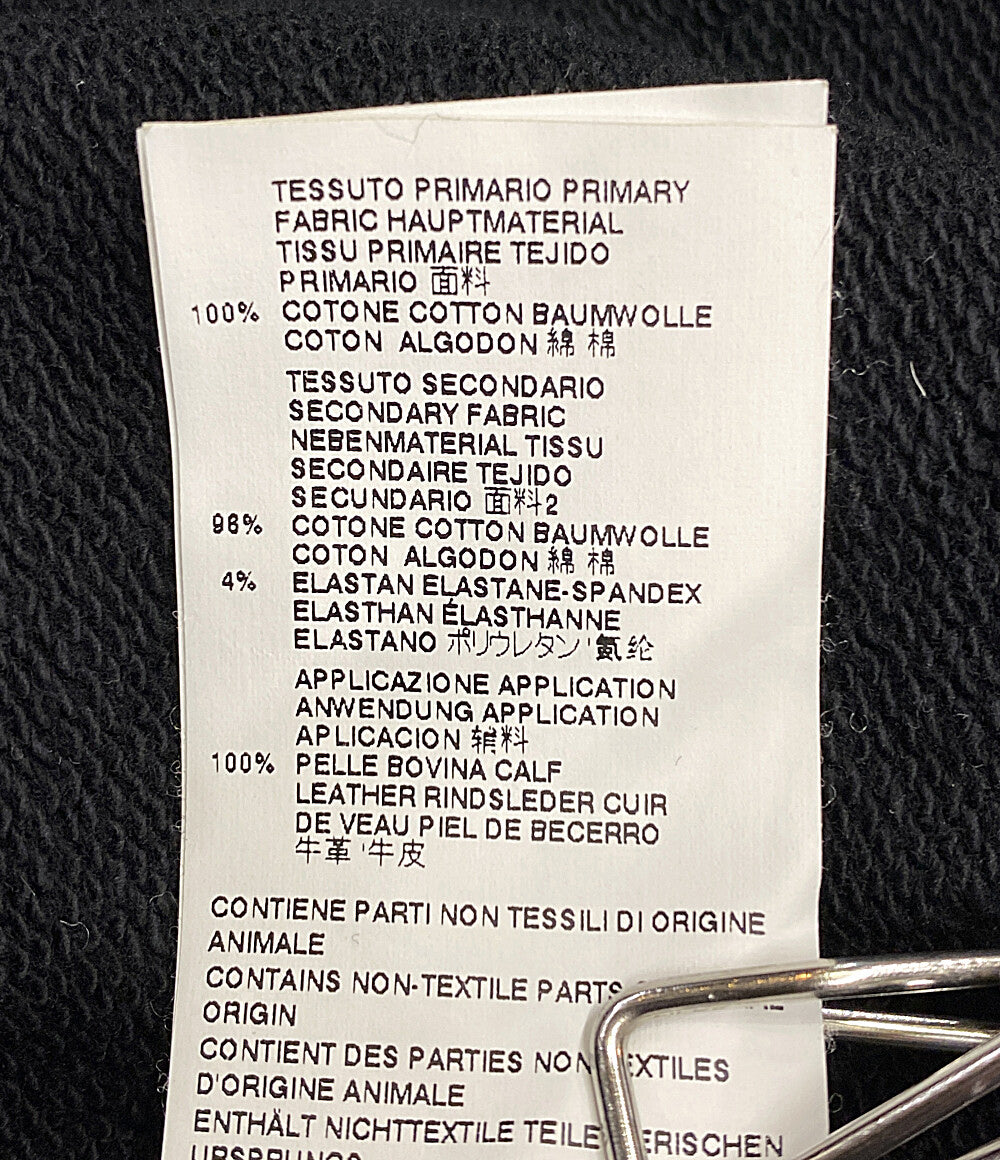 TESSUTO PRIMARIO PRIMARY
FABRIC HAUPTMATERIAL
TISSU PRIMAIRE TEJIDO
PRIMARIO 面料
100% COTONE COTTON BAUMWOLLE
COTON ALGODON 綿 棉
TESSUTO SECONDARIO
SECONDARY FABRIC
NEBENMATERIAL TISSU
SECONDAIRE TEJIDO
SECUNDARIO 面料2
96% COTONE COTTON BAUMWOLLE
COTON ALGODON 綿 棉
4% ELASTAN ELASTANE-SPANDEX
ELASTHAN ÉLASTHANNE
ELASTANO ポリウレタン' 氨纶
APPLICAZIONE APPLICATION
ANWENDUNG APPLICATION
APLICACION 辅料
100% PELLE BOVINA CALF
LEATHER RINDSLEDER CUIR
DE VEAU PIEL DE BECERRO
牛革 '牛皮
CONTIENE PARTI NON TESSILI DI ORIGINE
ANIMALE
CONTAINS NON-TEXTILE PARTS
ORIGIN
CONTIENT DES PARTIES NON EXTILES
D'ORIGINE ANIMALE
ENTHÄLT NICHTTEXTILE TEILE ERISCHEN
URSPRUNGS